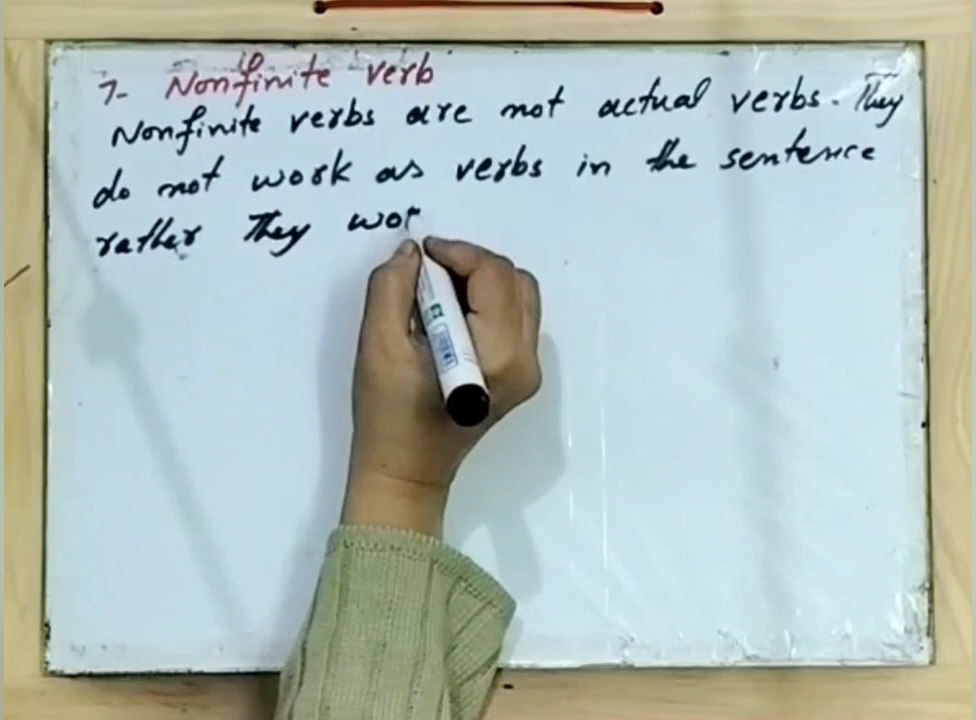 7- Nonfinite verb
Nonfinite verbs are not actual verbs. They
do not work as verbs in the sentence
rather they wor